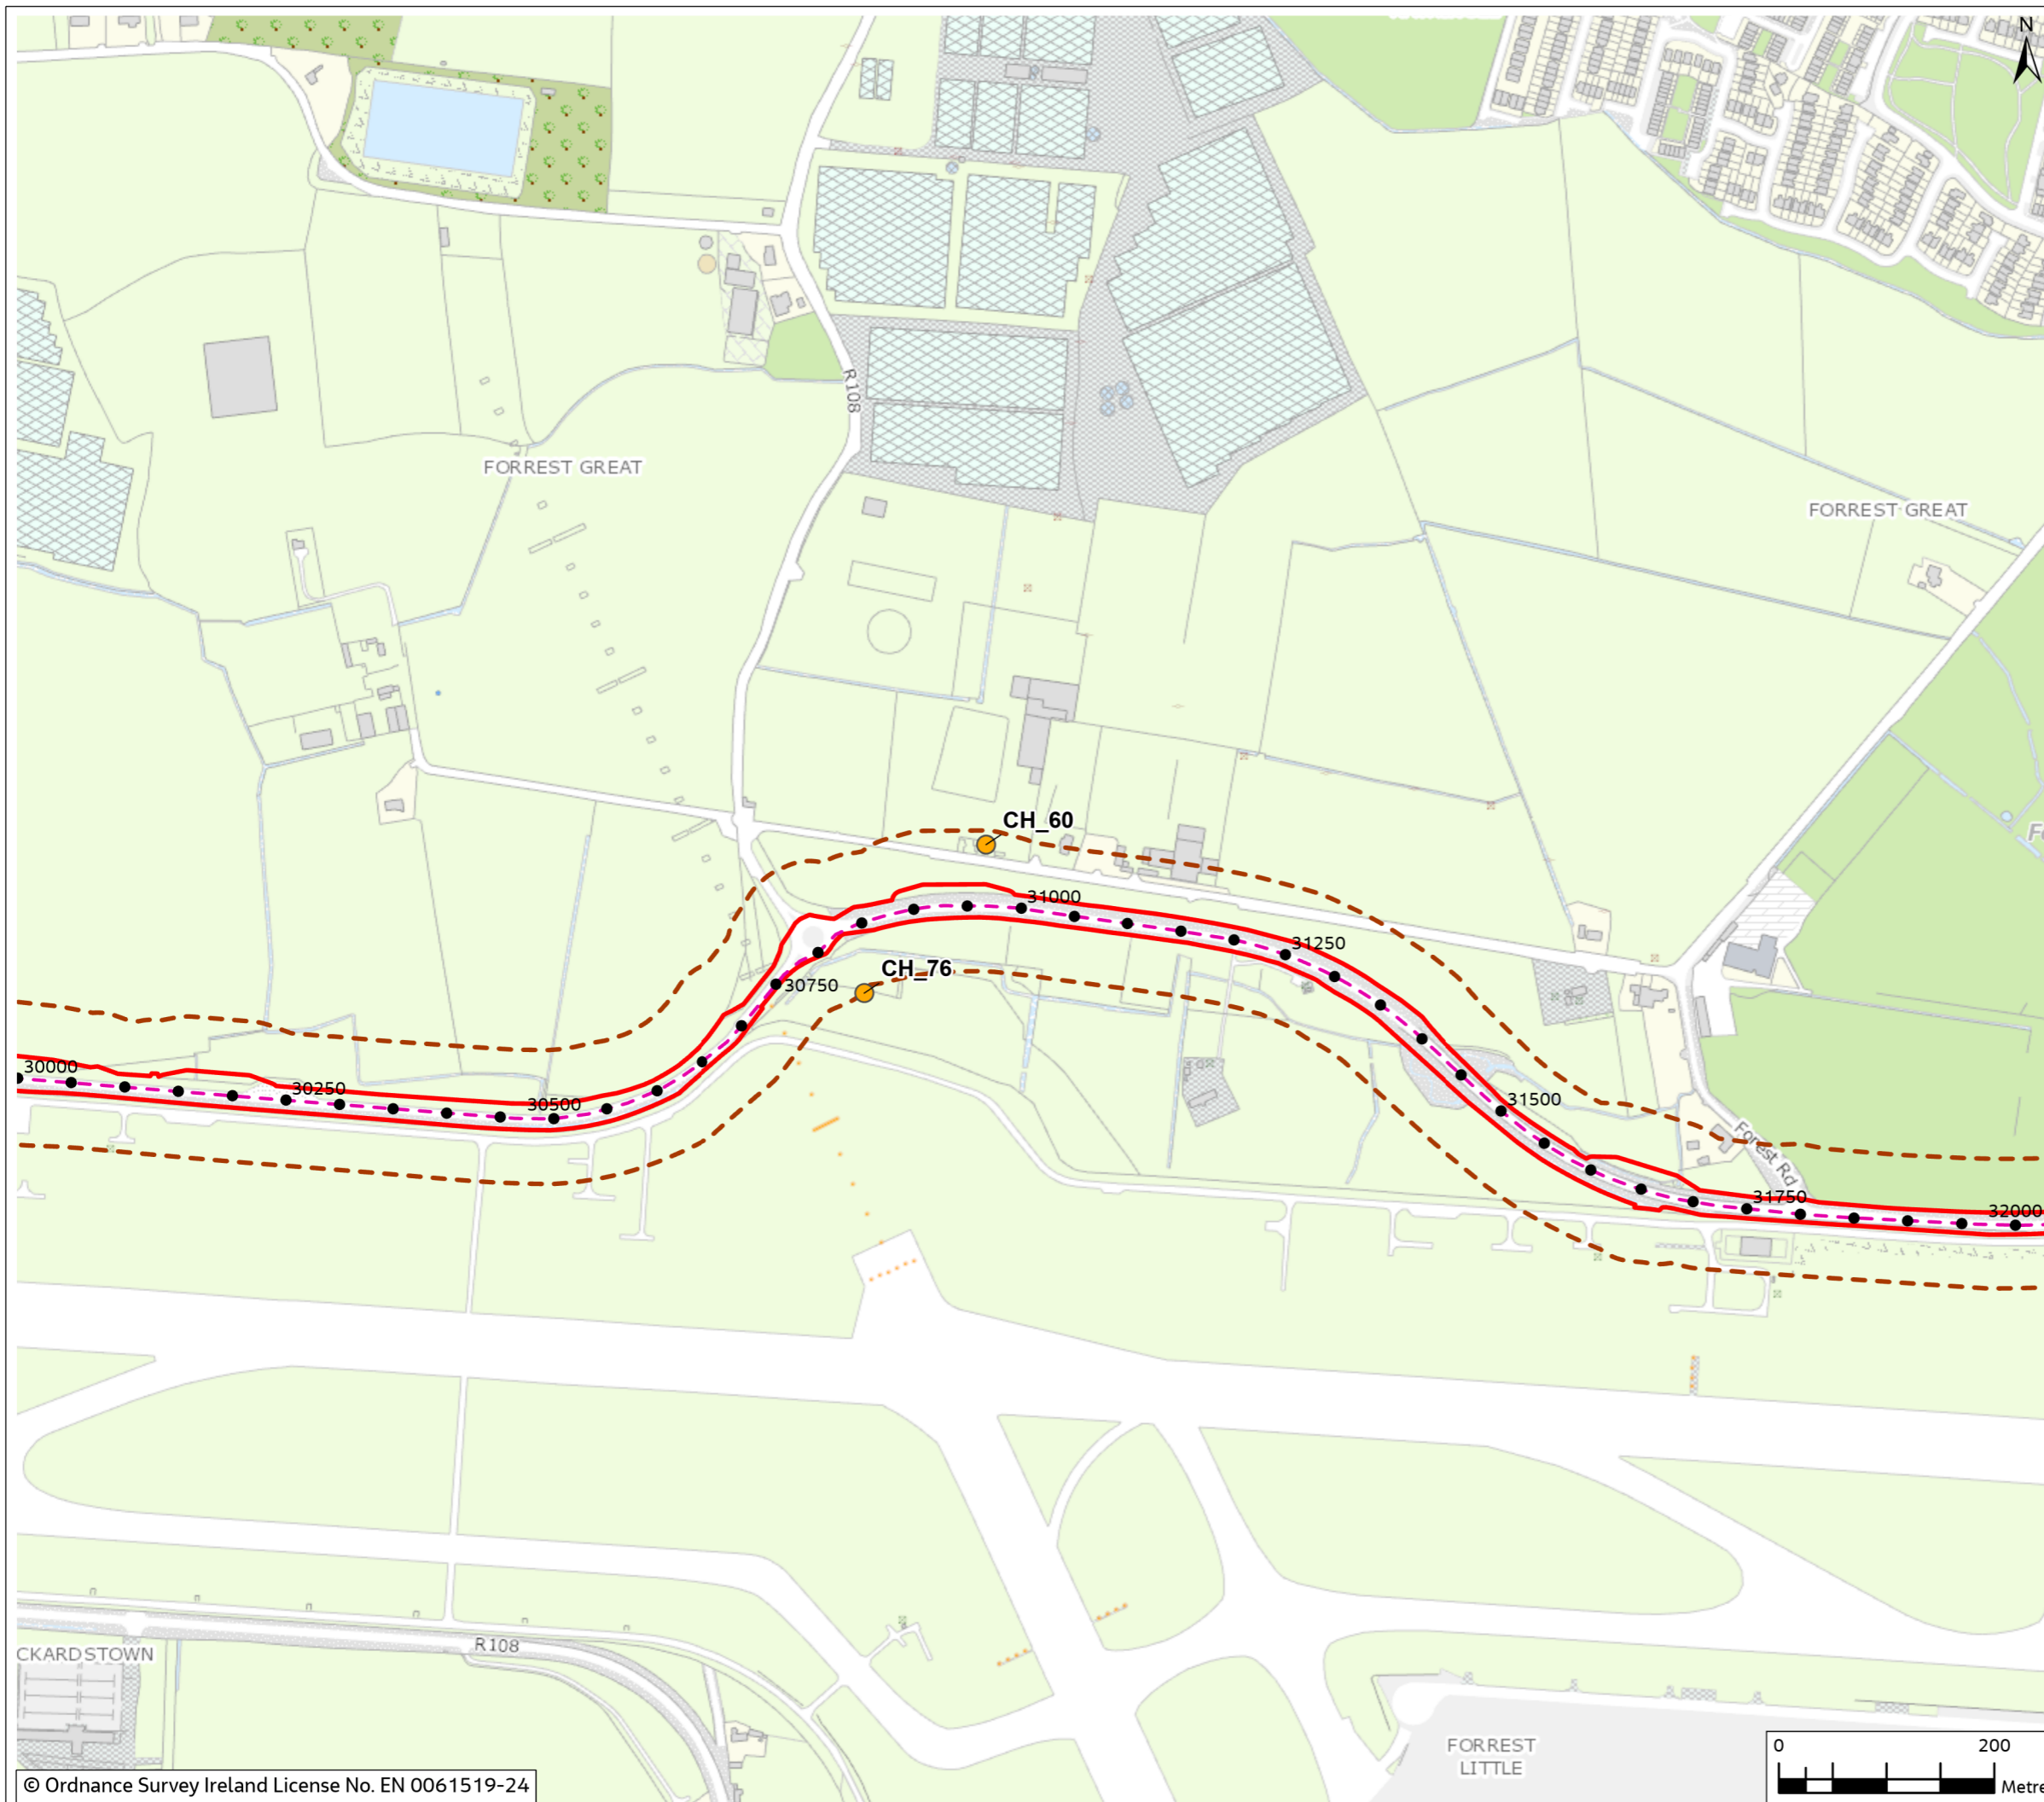 N
R108
FORREST GREAT
FORREST GREAT
CH_60
31000
31250
CH_76
30750
30000
30250
30500
31500
Forrest Rd
31750
32000
CKARDSTOWN
R108
FORREST
LITTLE
0 200
Metre
© Ordnance Survey Ireland License No. EN 0061519-24